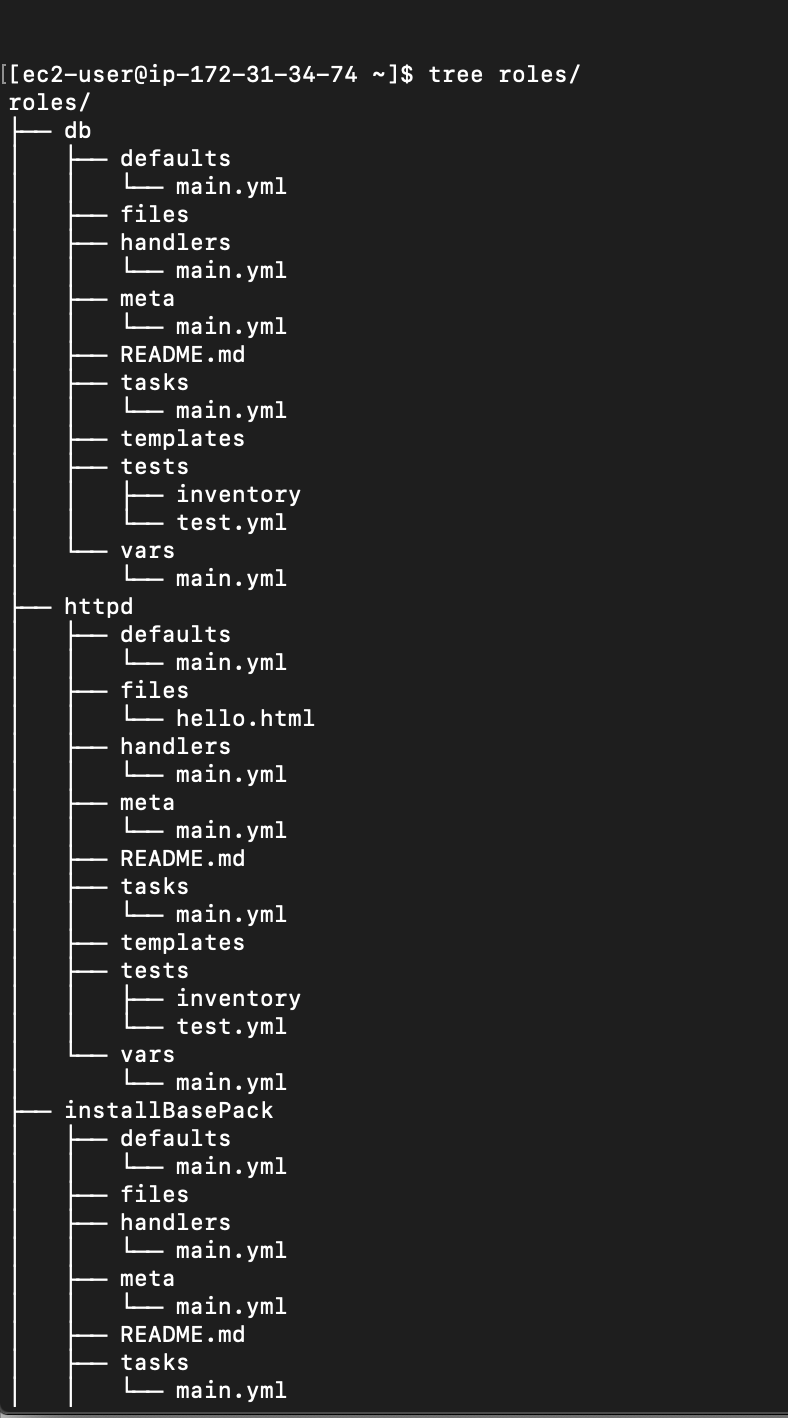 [[ec2-user@ip-172-31-34-74 ~]$ tree roles/
roles/
├── db
│   ├── defaults
│   │   └── main.yml
│   ├── files
│   ├── handlers
│   │   └── main.yml
│   ├── meta
│   │   └── main.yml
│   ├── README.md
│   ├── tasks
│   │   └── main.yml
│   ├── templates
│   ├── tests
│   │   ├── inventory
│   │   └── test.yml
│   └── vars
│       └── main.yml
├── httpd
│   ├── defaults
│   │   └── main.yml
│   ├── files
│   │   └── hello.html
│   ├── handlers
│   │   └── main.yml
│   ├── meta
│   │   └── main.yml
│   ├── README.md
│   ├── tasks
│   │   └── main.yml
│   ├── templates
│   ├── tests
│   │   ├── inventory
│   │   └── test.yml
│   └── vars
│       └── main.yml
├── installBasePack
│   ├── defaults
│   │   └── main.yml
│   ├── files
│   ├── handlers
│   │   └── main.yml
│   ├── meta
│   │   └── main.yml
│   ├── README.md
│   ├── tasks
│   │   └── main.yml